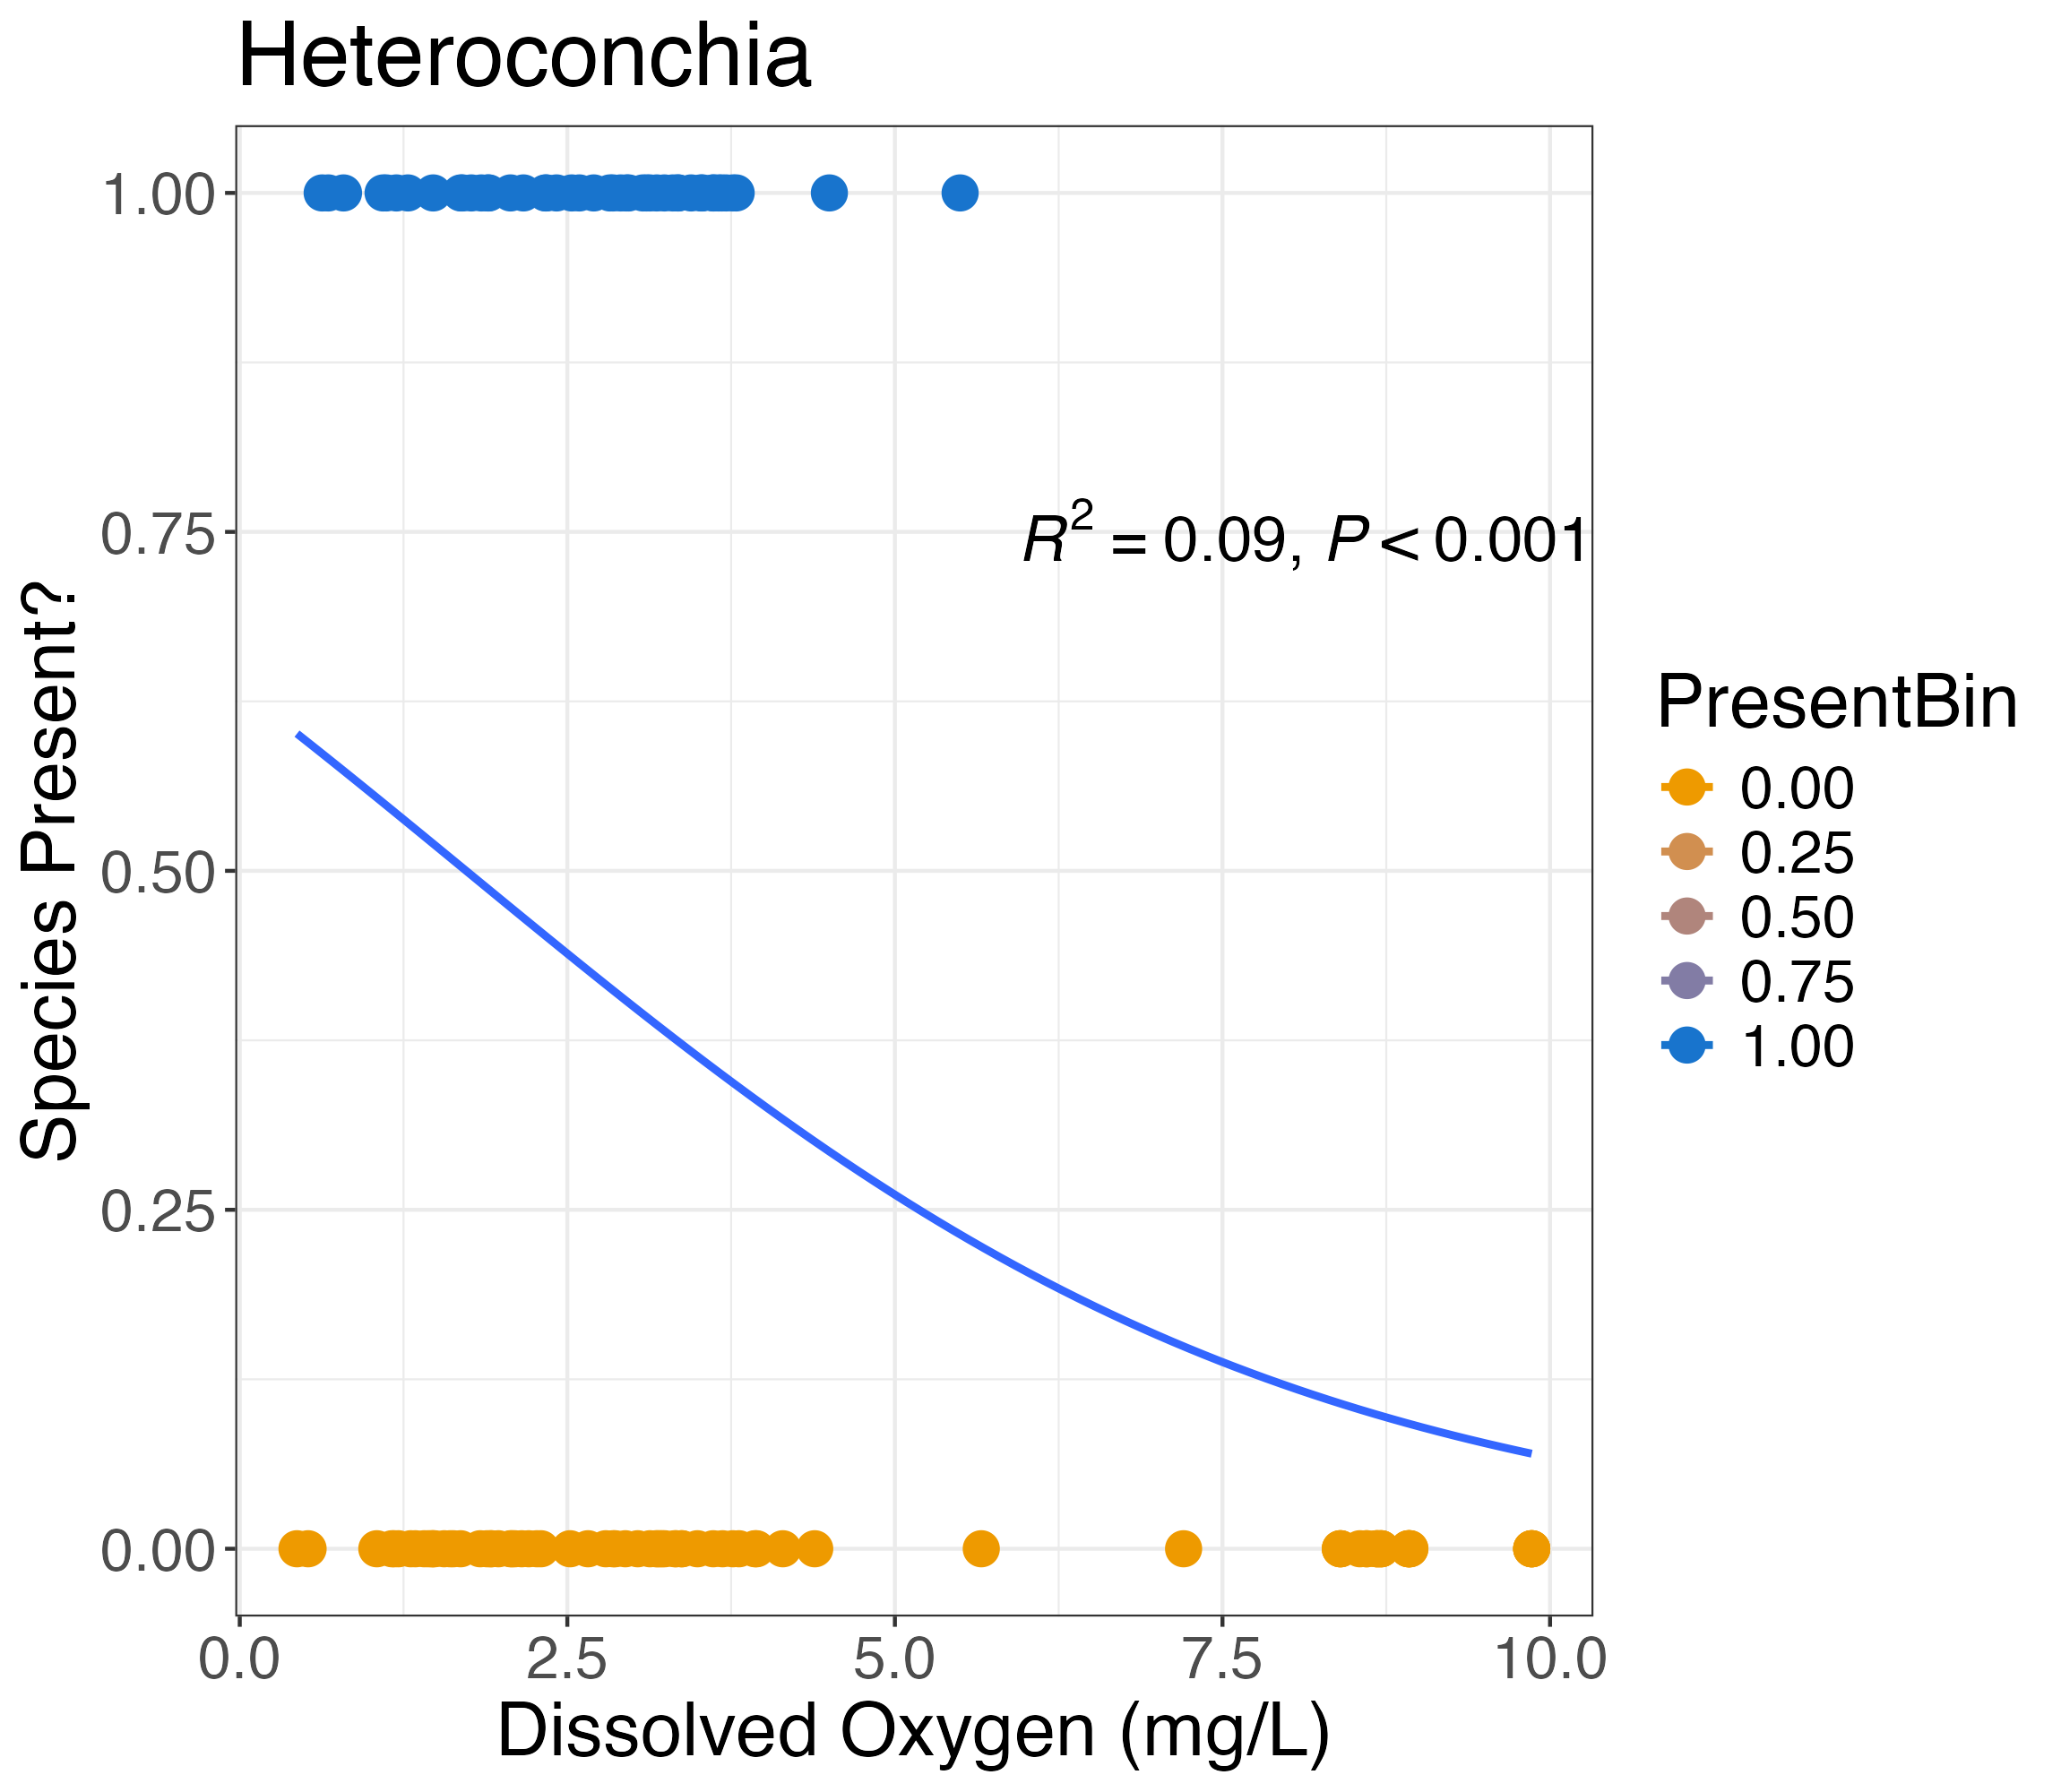 Heteroconchia
1.00
0.75
0.50
0.25
0.00
Species Present?
R² = 0.09, P < 0.001
0.0 2.5 5.0 7.5 10.0
Dissolved Oxygen (mg/L)
PresentBin
0.00
0.25
0.50
0.75
1.00